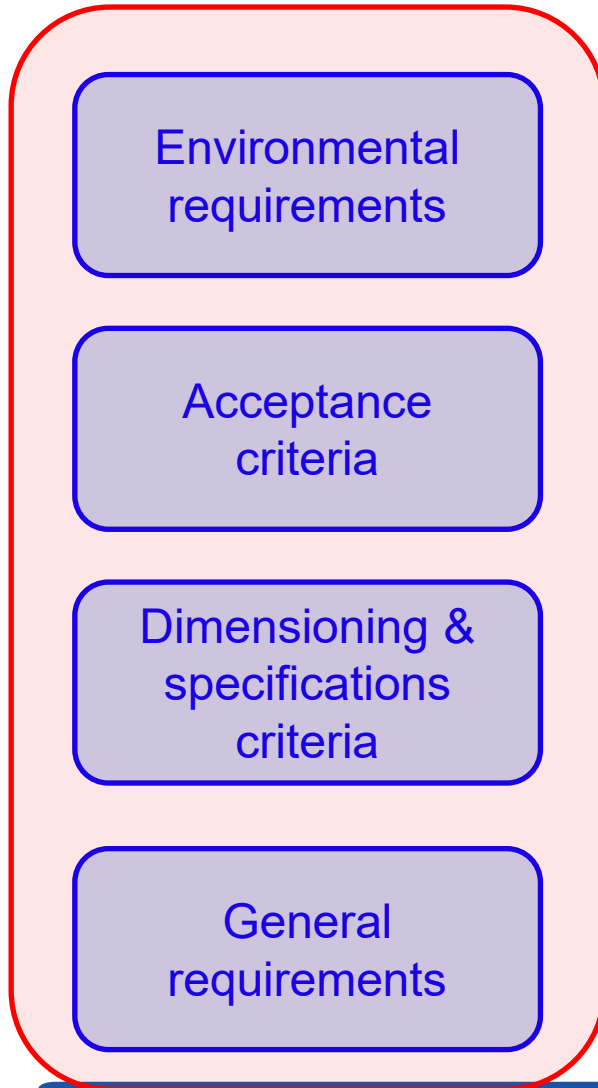 Environmental
requirements
Acceptance
criteria
Dimensioning &
specifications
criteria
General
requirements